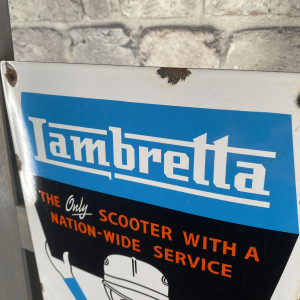 Lambretta
THE Only SCOOTER WITH A
NATION-WIDE SERVICE